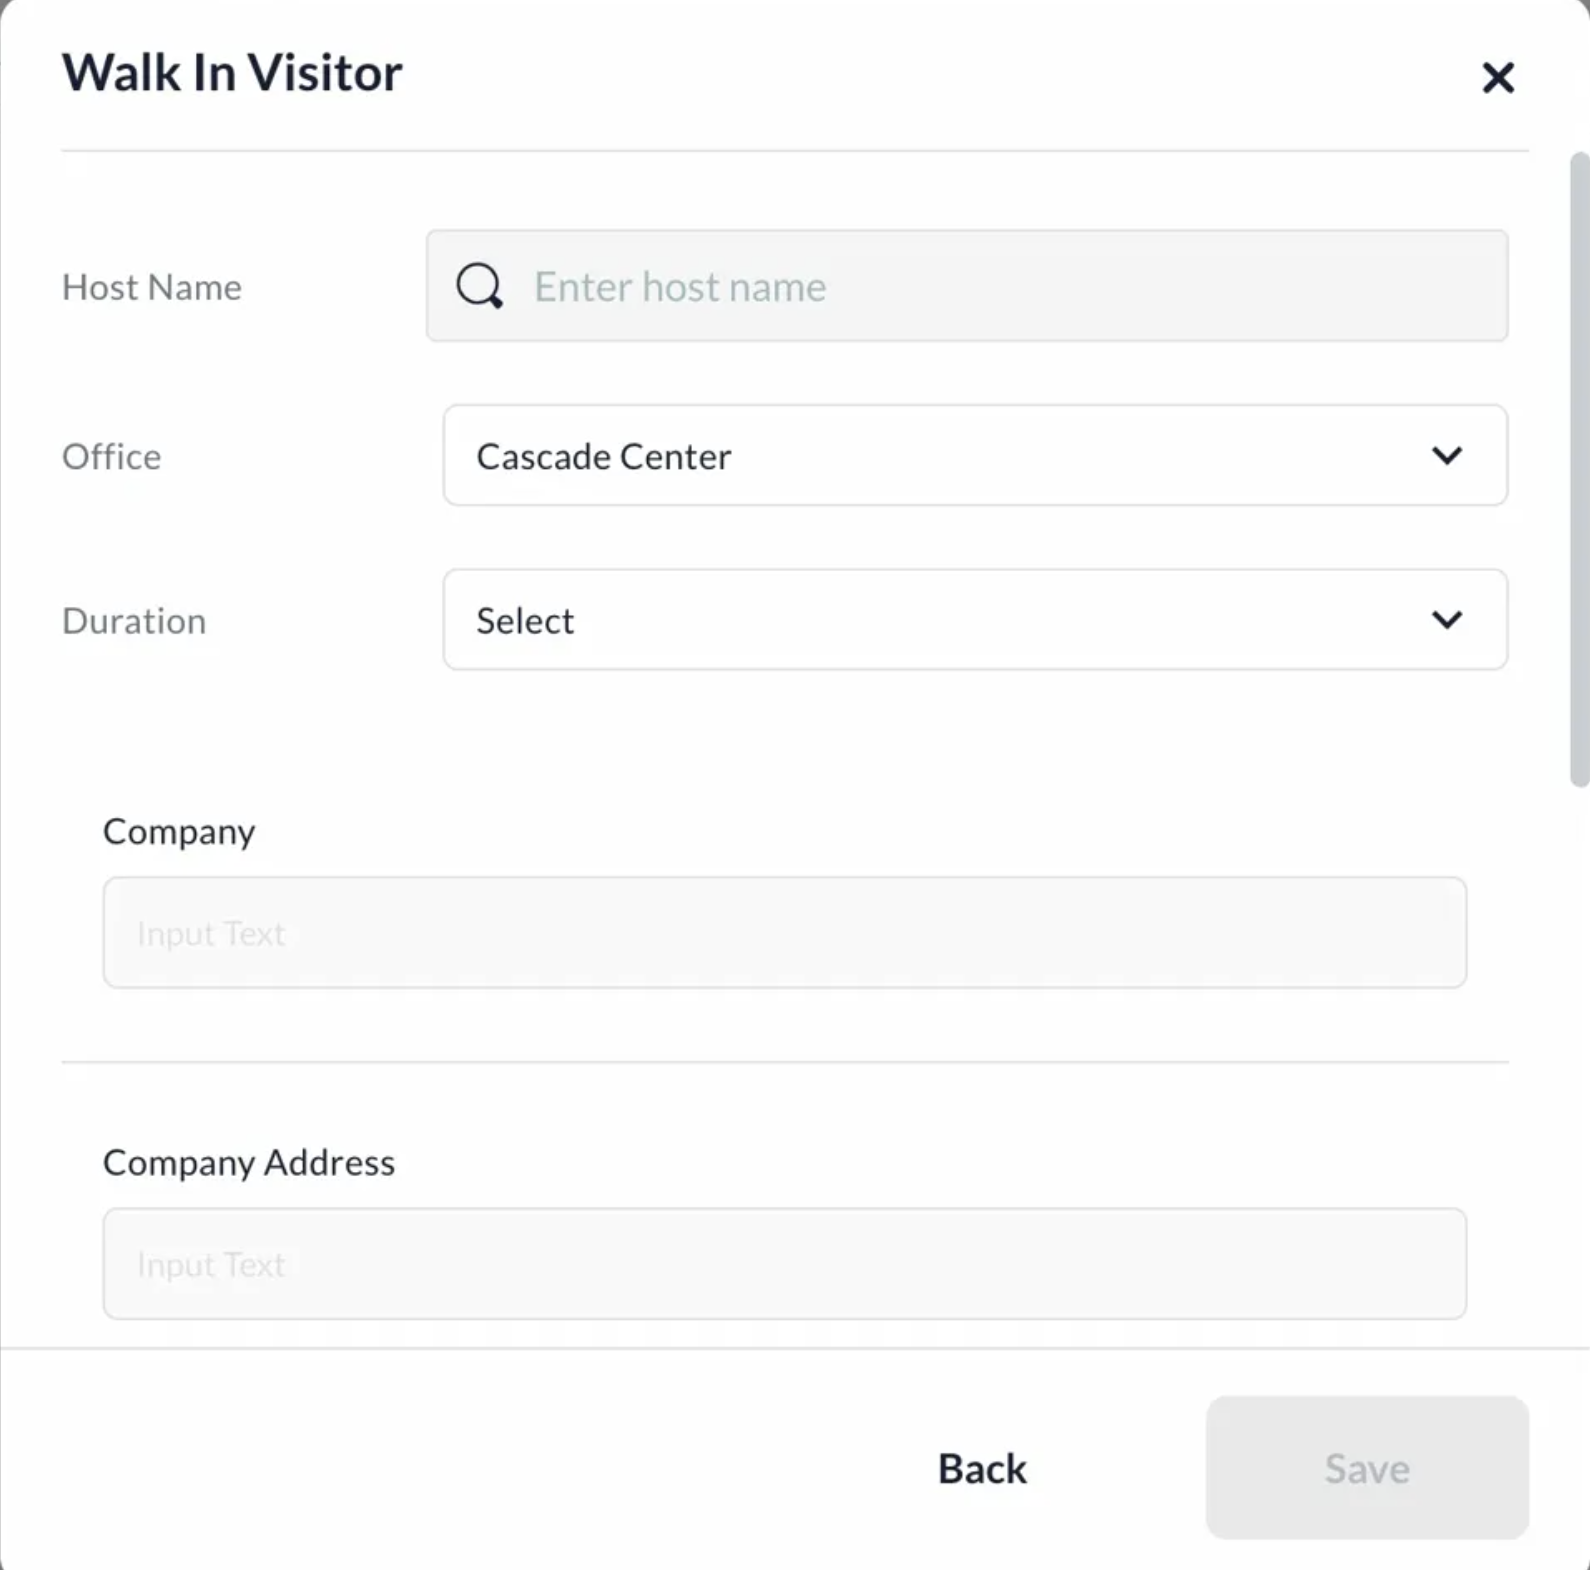 Walk In Visitor
Host Name
Enter host name
Office
Cascade Center
Duration
Select
Company
Input Text
Company Address
Input Text
Back
Save